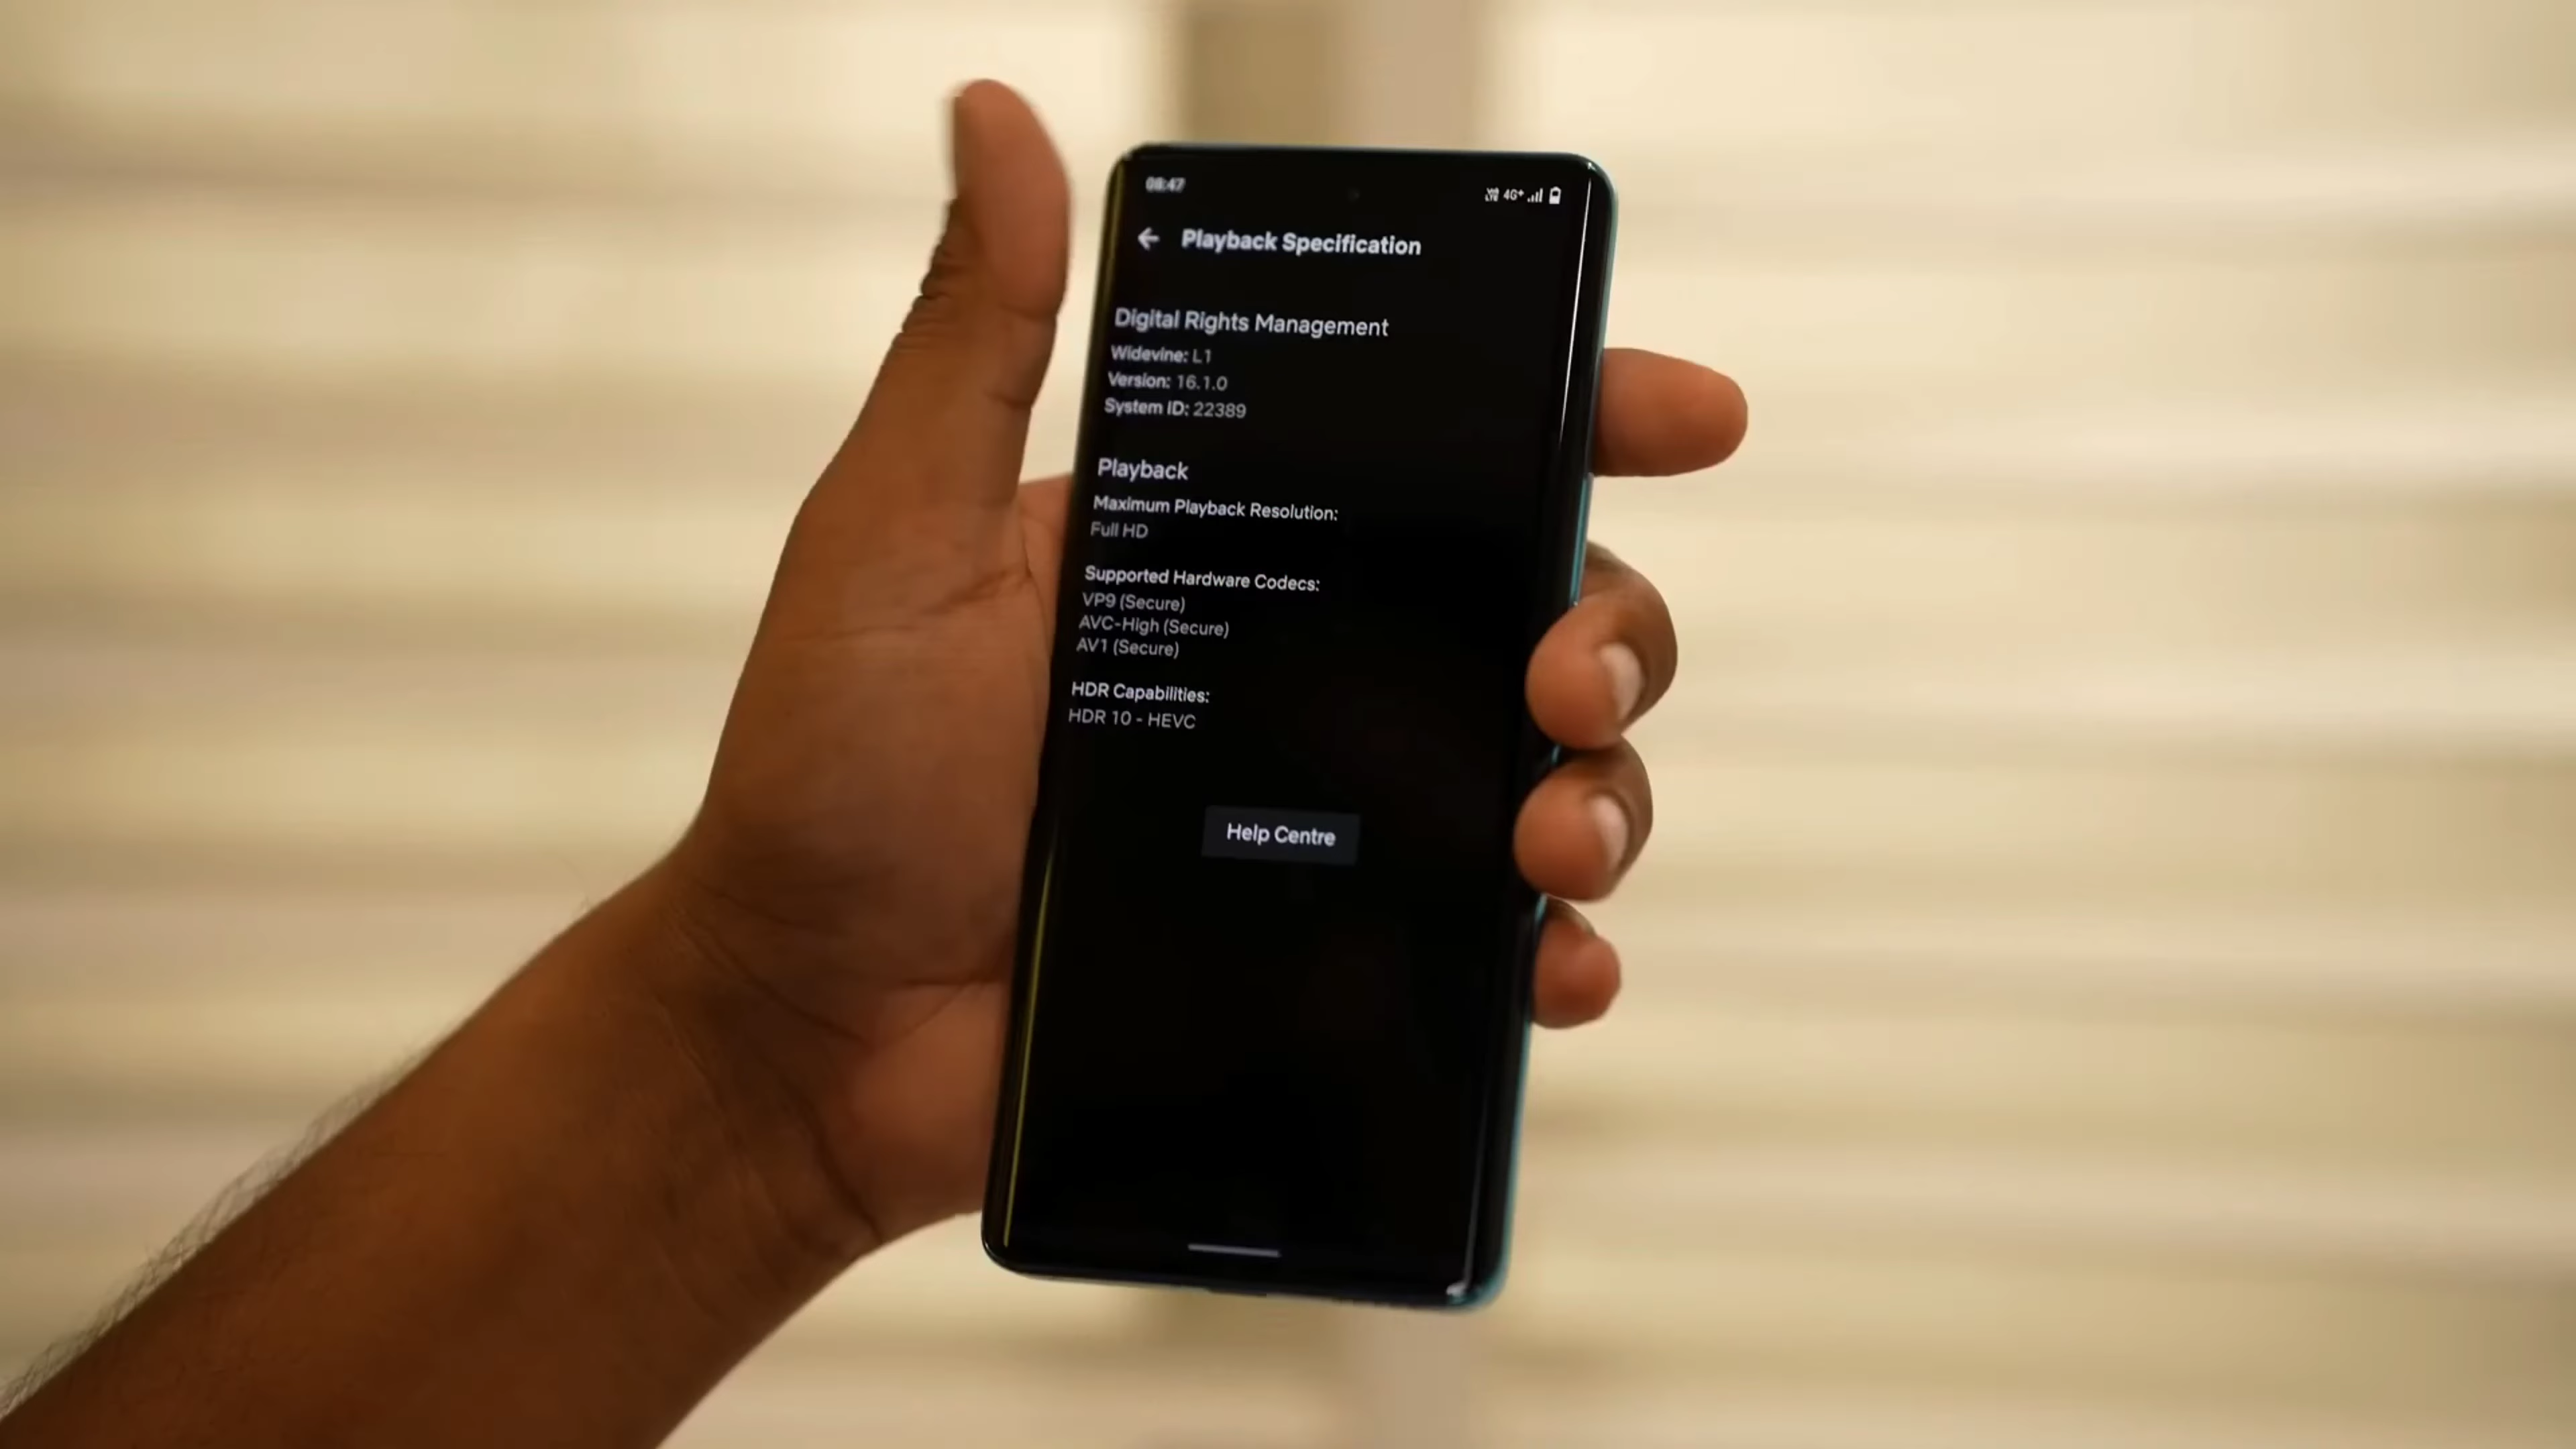 08:47
4G+
Playback Specification
Digital Rights Management
Widevine: L1
Version: 16.1.0
System ID: 22389
Playback
Maximum Playback Resolution:
Full HD
Supported Hardware Codecs:
VP9 (Secure)
AVC-High (Secure)
AV1 (Secure)
HDR Capabilities:
HDR 10 - HEVC
Help Centre